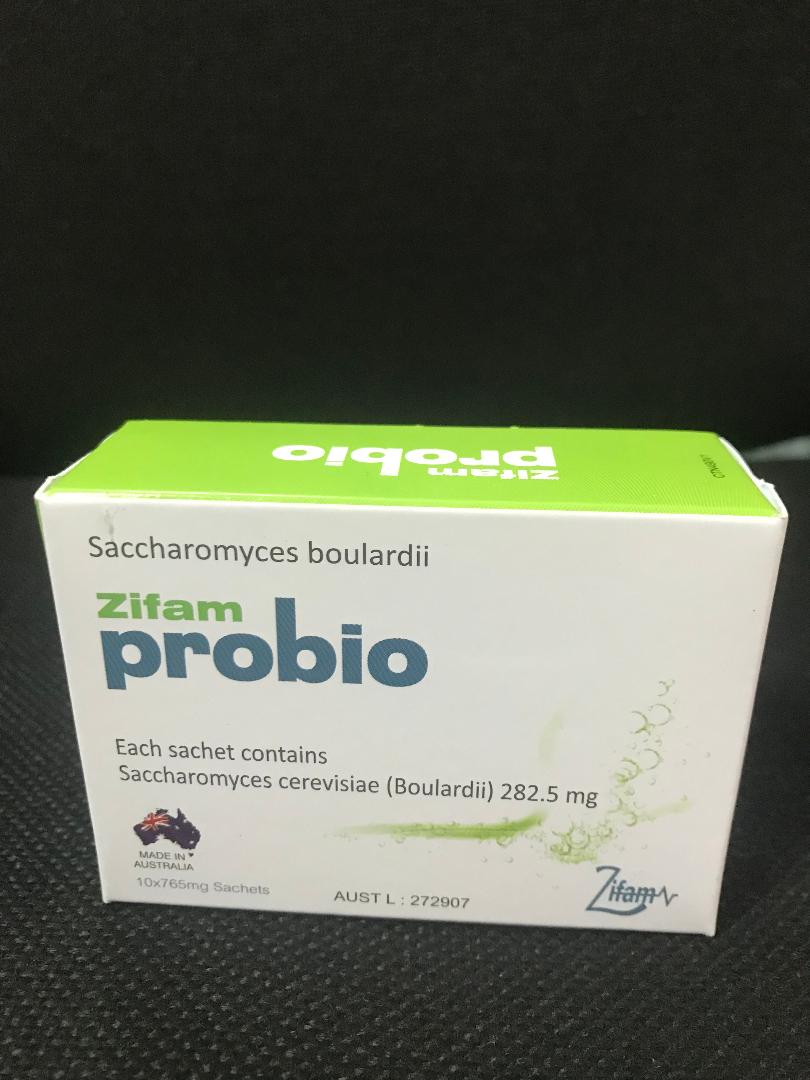 Zifam
probio
Saccharomyces boulardii
Zifam
probio
Each sachet contains
Saccharomyces cerevisiae (Boulardii) 282.5 mg
MADE IN
AUSTRALIA
10x765mg Sachets
AUST L : 272907
Zifam